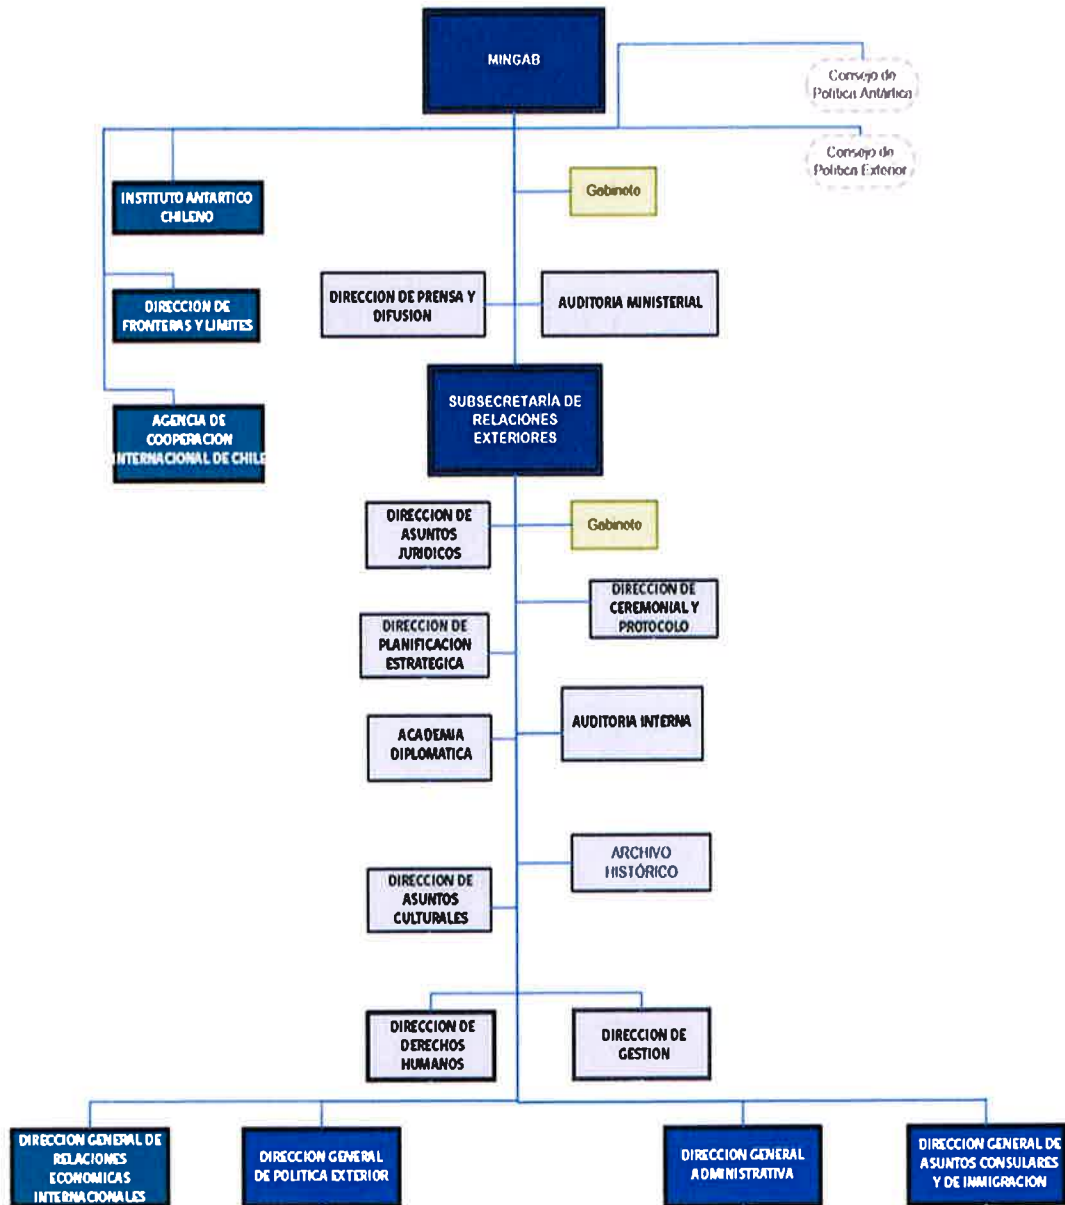 MINGAB
Consejo de
Política Antártica
Consejo de
Política Exterior
INSTITUTO ANTARTICO
CHILENO
Gabinete
DIRECCION DE
FRONTERAS Y LIMITES
DIRECCION DE PRENSA Y
DIFUSION
AUDITORIA MINISTERIAL
AGENCIA DE
COOPERACION
INTERNACIONAL DE CHILE
SUBSECRETARÍA DE
RELACIONES
EXTERIORES
DIRECCION DE
ASUNTOS
JURIDICOS
Gabinete
DIRECCION DE
CEREMONIAL Y
PROTOCOLO
DIRECCION DE
PLANIFICACION
ESTRATEGICA
ACADEMIA
DIPLOMATICA
AUDITORIA INTERNA
ARCHIVO
HISTÓRICO
DIRECCION DE
ASUNTOS
CULTURALES
DIRECCION DE
DERECHOS
HUMANOS
DIRECCION DE
GESTION
DIRECCION GENERAL DE
RELACIONES
ECONOMICAS
INTERNACIONALES
DIRECCION GENERAL
DE POLITICA EXTERIOR
DIRECCION GENERAL
ADMINISTRATIVA
DIRECCION GENERAL DE
ASUNTOS CONSULARES
Y DE INMIGRACION